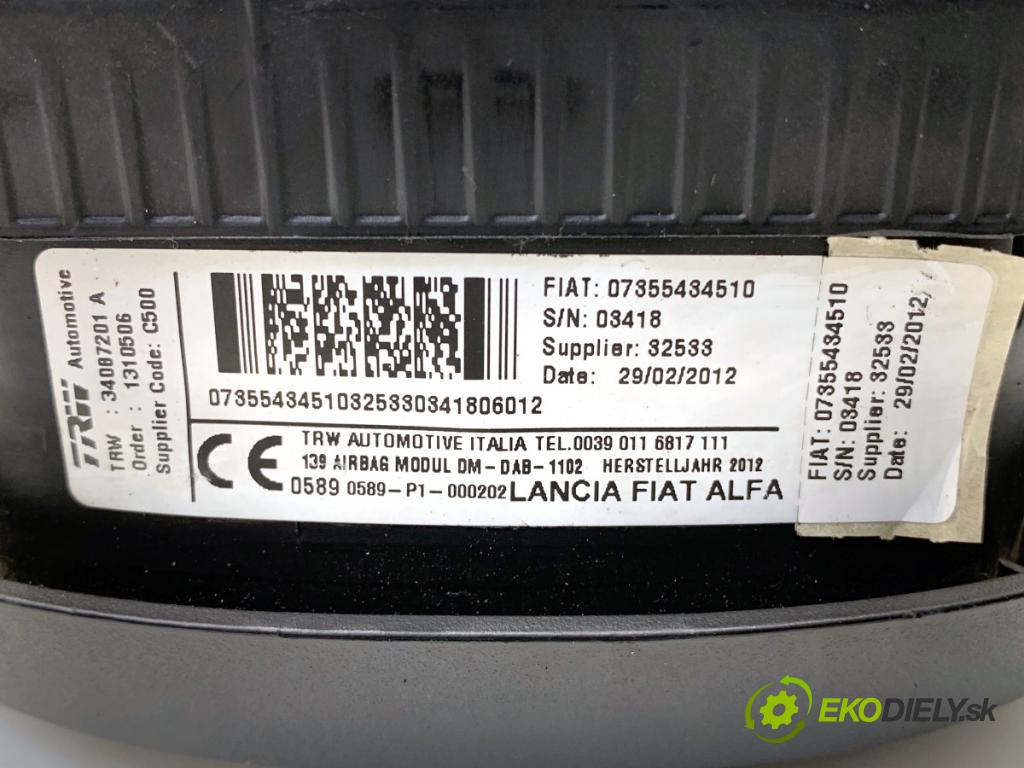 TRW Automotive
TRW : 34087201 A
Order : 1310506
Supplier Code: C500
FIAT: 07355434510
S/N: 03418
Supplier: 32533
Date: 29/02/2012
07355434510325330341806012
TRW AUTOMOTIVE ITALIA TEL.0039 011 6817 111
139 AIRBAG MODUL DM-DAB-1102 HERSTELLJAHR 2012
CE 0589 0589-P1-000202 LANCIA FIAT ALFA
FIAT: 07355434510
S/N: 03418
Supplier: 32533
Date: 29/02/2012
EKODIELY.sk